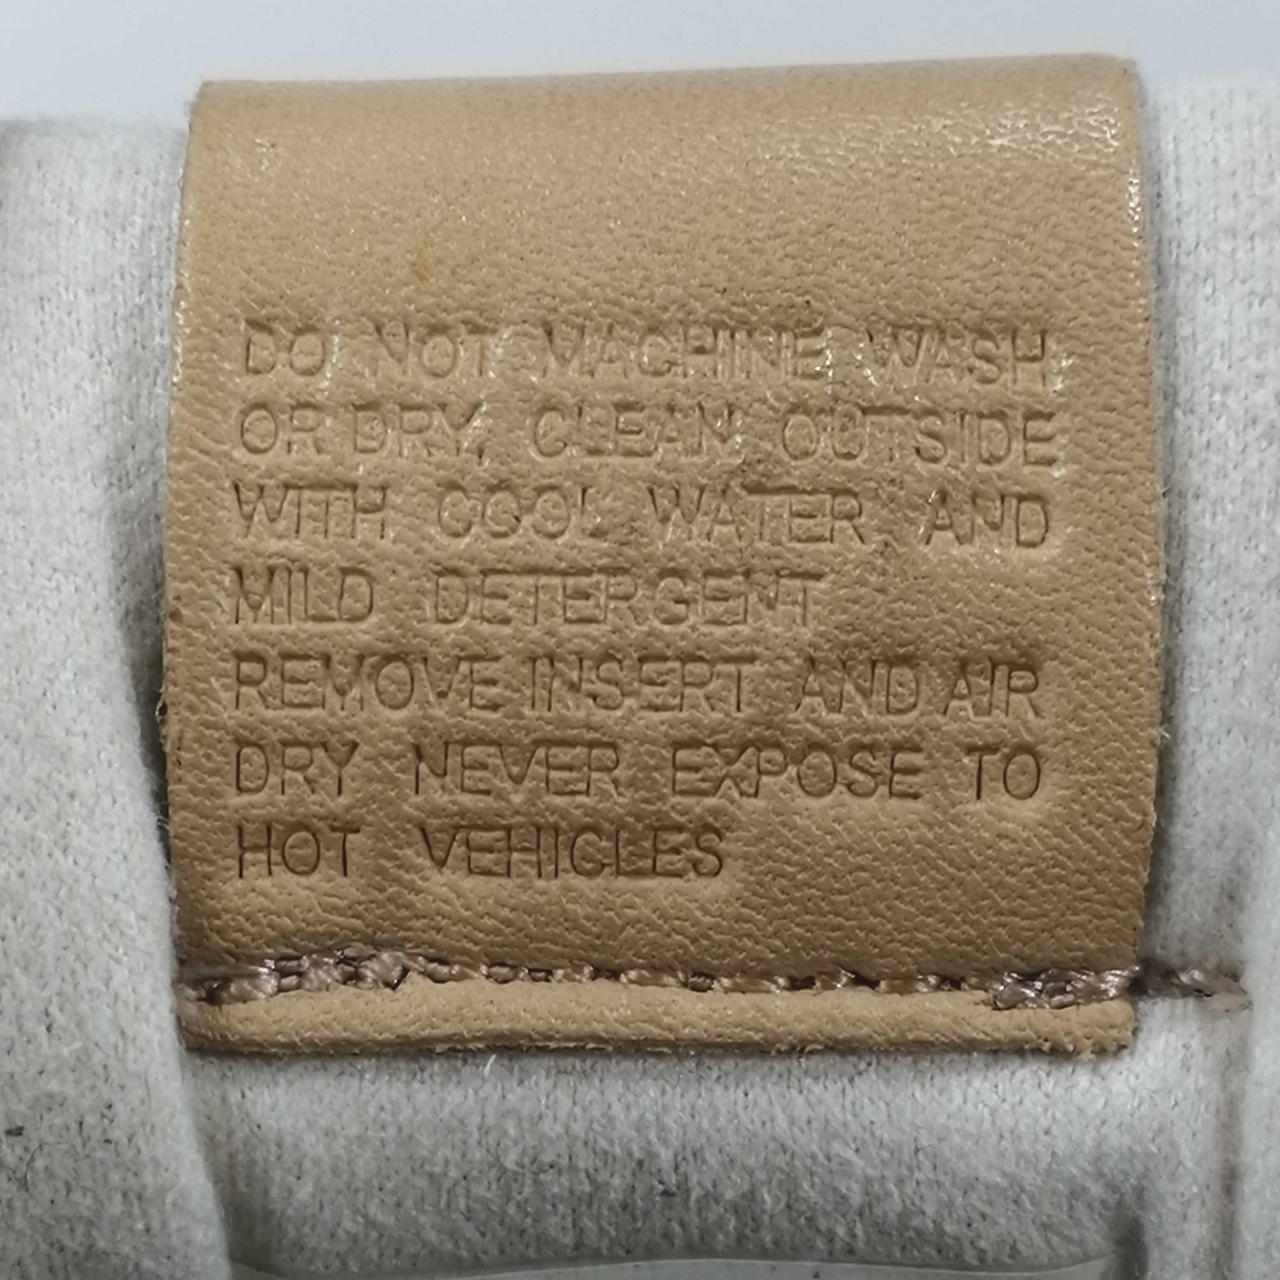 DO NOT MACHINE WASH
OR DRY, CLEAN OUTSIDE
WITH COOL WATER AND
MILD DETERGENT
REMOVE INSERT AND AIR
DRY NEVER EXPOSE TO
HOT VEHICLES